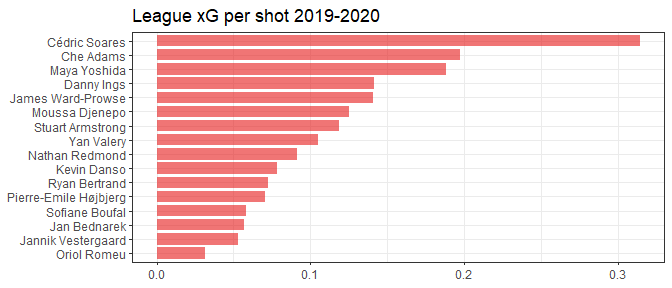 League xG per shot 2019-2020
Cédric Soares
Che Adams
Maya Yoshida
Danny Ings
James Ward-Prowse
Moussa Djenepo
Stuart Armstrong
Yan Valery
Nathan Redmond
Kevin Danso
Ryan Bertrand
Pierre-Emile Højbjerg
Sofiane Boufal
Jan Bednarek
Jannik Vestergaard
Oriol Romeu
0.0 0.1 0.2 0.3